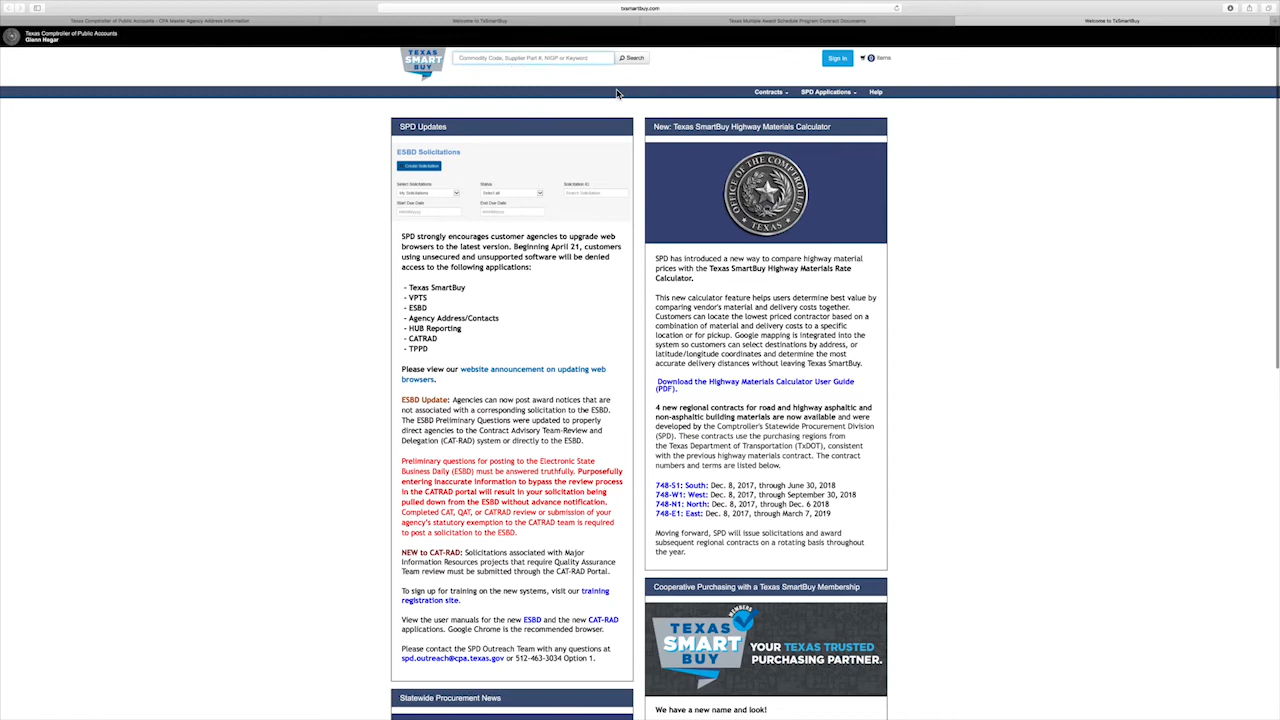 txsmartbuy.com
Texas Comptroller of Public Accounts - CPA Master Agency Address Information
Welcome to TxSmartBuy
Texas Multiple Award Schedule Program Contract Documents
Welcome to TxSmartBuy
Texas Comptroller of Public Accounts
Glenn Hegar
TEXAS
SMART
BUY
Commodity Code, Supplier Part #, NIGP or Keyword
Search
Sign In
0 items
Contracts
SPD Applications
Help
SPD Updates
ESBD Solicitations
Create Solicitation
Select Solicitations
Status
Solicitation ID:
My Solicitations
Select all
Search Solicitation
Start Due Date
End Due Date
SPD strongly encourages customer agencies to upgrade web
browsers to the latest version. Beginning April 21, customers
using unsecured and unsupported software will be denied
access to the following applications:
- Texas SmartBuy
- VPTS
- ESBD
- Agency Address/Contacts
- HUB Reporting
- CATRAD
- TPPD
Please view our website announcement on updating web
browsers.
ESBD Update: Agencies can now post award notices that are
not associated with a corresponding solicitation to the ESBD.
The ESBD Preliminary Questions were updated to properly
direct agencies to the Contract Advisory Team-Review and
Delegation (CAT-RAD) system or directly to the ESBD.
Preliminary questions for posting to the Electronic State
Business Daily (ESBD) must be answered truthfully. Purposefully
entering inaccurate information to bypass the review process
in the CATRAD portal will result in your solicitation being
pulled down from the ESBD without advance notification.
Completed CAT, QAT, or CATRAD review or submission of your
agency's statutory exemption to the CATRAD team is required
to post a solicitation to the ESBD.
NEW to CAT-RAD: Solicitations associated with Major
Information Resources projects that require Quality Assurance
Team review must be submitted through the CAT-RAD Portal.
To sign up for training on the new systems, visit our training
registration site.
View the user manuals for the new ESBD and the new CAT-RAD
applications. Google Chrome is the recommended browser.
Please contact the SPD Outreach Team with any questions at
spd.outreach@cpa.texas.gov or 512-463-3034 Option 1.
Statewide Procurement News
New: Texas SmartBuy Highway Materials Calculator
OFFICE OF THE COMPTROLLER
TEXAS
SPD has introduced a new way to compare highway material
prices with the Texas SmartBuy Highway Materials Rate
Calculator.
This new calculator feature helps users determine best value by
comparing vendor's material and delivery costs together.
Customers can locate the lowest priced contractor based on a
combination of material and delivery costs to a specific
location or for pickup. Google mapping is integrated into the
system so customers can select destinations by address, or
latitude/longitude coordinates and determine the most
accurate delivery distances without leaving Texas SmartBuy.
Download the Highway Materials Calculator User Guide
(PDF).
4 new regional contracts for road and highway asphaltic and
non-asphaltic building materials are now available and were
developed by the Comptroller's Statewide Procurement Division
(SPD). These contracts use the purchasing regions from
the Texas Department of Transportation (TxDOT), consistent
with the previous highway materials contract. The contract
numbers and terms are listed below.
748-S1: South: Dec. 8, 2017, through June 30, 2018
748-W1: West: Dec. 8, 2017, through September 30, 2018
748-N1: North: Dec. 8, 2017, through Dec. 6 2018
748-E1: East: Dec. 8, 2017, through March 7, 2019
Moving forward, SPD will issue solicitations and award
subsequent regional contracts on a rotating basis throughout
the year.
Cooperative Purchasing with a Texas SmartBuy Membership
MEMBERS
TEXAS
SMART
BUY
YOUR TEXAS TRUSTED
PURCHASING PARTNER.
We have a new name and look!